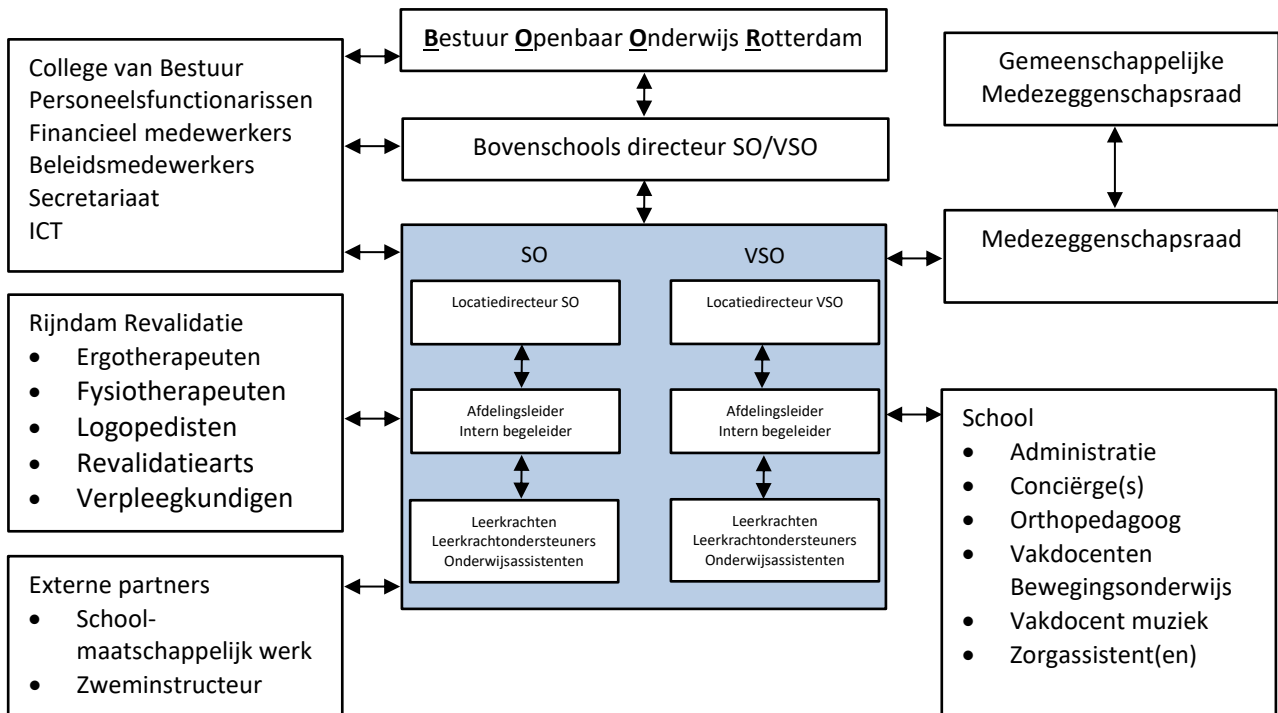 Bestuur Openbaar Onderwijs Rotterdam
College van Bestuur
Personeelsfunctionarissen
Financieel medewerkers
Beleidsmedewerkers
Secretariaat
ICT
Bovenschools directeur SO/VSO
Gemeenschappelijke
Medezeggenschapsraad
Medezeggenschapsraad
SO
Locatiedirecteur SO
Afdelingsleider
Intern begeleider
Leerkrachten
Leerkrachtondersteuners
Onderwijsassistenten
VSO
Locatiedirecteur VSO
Afdelingsleider
Intern begeleider
Leerkrachten
Leerkrachtondersteuners
Onderwijsassistenten
Rijndam Revalidatie
• Ergotherapeuten
• Fysiotherapeuten
• Logopedisten
• Revalidatiearts
• Verpleegkundigen
School
• Administratie
• Conciërge(s)
• Orthopedagoog
• Vakdocenten
Bewegingsonderwijs
• Vakdocent muziek
• Zorgassistent(en)
Externe partners
• School-
maatschappelijk werk
• Zweminstructeur